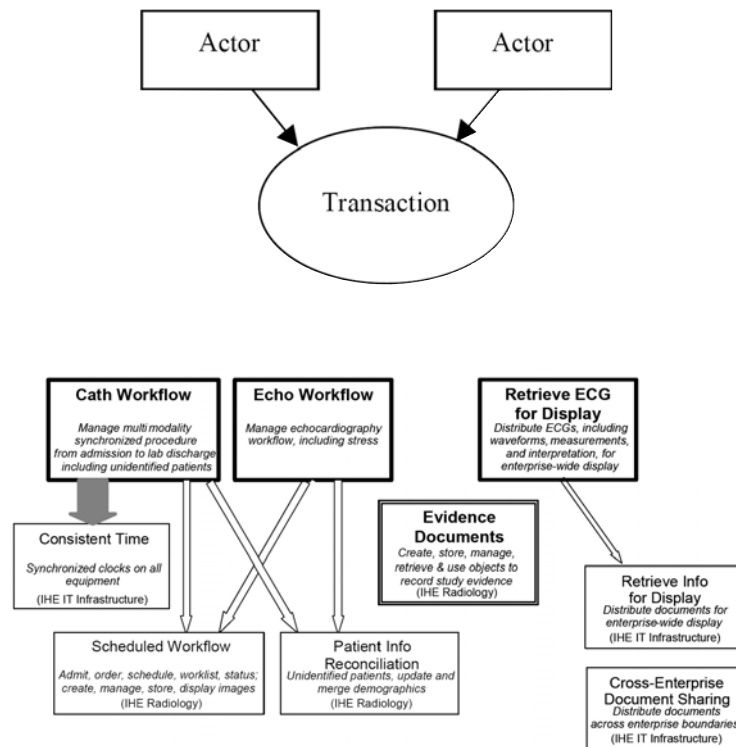 Actor
Actor
Transaction
Cath Workflow
Manage multimodality
synchronized procedure
from admission to lab discharge
including unidentified patients
Echo Workflow
Manage echocardiography
workflow, including stress
Retrieve ECG
for Display
Distribute ECGs, including
waveforms, measurements,
and interpretation, for
enterprise-wide display
Consistent Time
Synchronized clocks on all
equipment
(IHE IT Infrastructure)
Evidence
Documents
Create, store, manage,
retrieve & use objects to
record study evidence
(IHE Radiology)
Retrieve Info
for Display
Distribute documents for
enterprise-wide display
(IHE IT Infrastructure)
Scheduled Workflow
Admit, order, schedule, worklist, status;
create, manage, store, display images
(IHE Radiology)
Patient Info
Reconciliation
Unidentified patients, update and
merge demographics
(IHE Radiology)
Cross-Enterprise
Document Sharing
Distribute documents
across enterprise boundaries
(IHE IT Infrastructure)